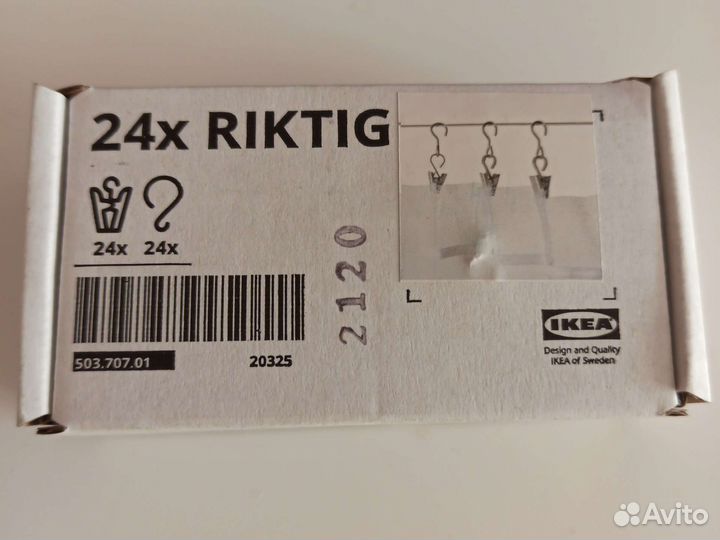 24x RIKTIG
24x 24x
503.707.01 20325
2120
IKEA
Design and Quality
IKEA of Sweden
Avito